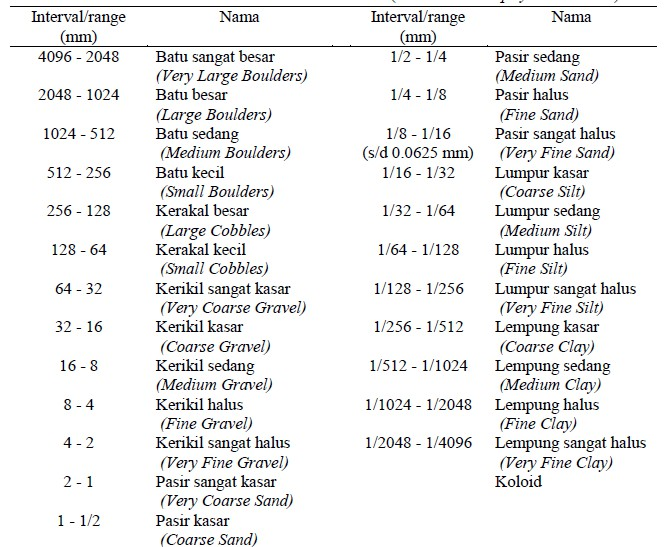 Interval/range Nama Interval/range Nama
(mm) (mm)
4096 - 2048 Batu sangat besar 1/2 - 1/4 Pasir sedang
(Very Large Boulders) (Medium Sand)
2048 - 1024 Batu besar 1/4 - 1/8 Pasir halus
(Large Boulders) (Fine Sand)
1024 - 512 Batu sedang 1/8 - 1/16 Pasir sangat halus
(Medium Boulders) (s/d 0.0625 mm) (Very Fine Sand)
512 - 256 Batu kecil 1/16 - 1/32 Lumpur kasar
(Small Boulders) (Coarse Silt)
256 - 128 Kerakal besar 1/32 - 1/64 Lumpur sedang
(Large Cobbles) (Medium Silt)
128 - 64 Kerakal kecil 1/64 - 1/128 Lumpur halus
(Small Cobbles) (Fine Silt)
64 - 32 Kerikil sangat kasar 1/128 - 1/256 Lumpur sangat halus
(Very Coarse Gravel) (Very Fine Silt)
32 - 16 Kerikil kasar 1/256 - 1/512 Lempung kasar
(Coarse Gravel) (Coarse Clay)
16 - 8 Kerikil sedang 1/512 - 1/1024 Lempung sedang
(Medium Gravel) (Medium Clay)
8 - 4 Kerikil halus 1/1024 - 1/2048 Lempung halus
(Fine Gravel) (Fine Clay)
4 - 2 Kerikil sangat halus 1/2048 - 1/4096 Lempung sangat halus
(Very Fine Gravel) (Very Fine Clay)
2 - 1 Pasir sangat kasar Koloid
(Very Coarse Sand)
1 - 1/2 Pasir kasar
(Coarse Sand)